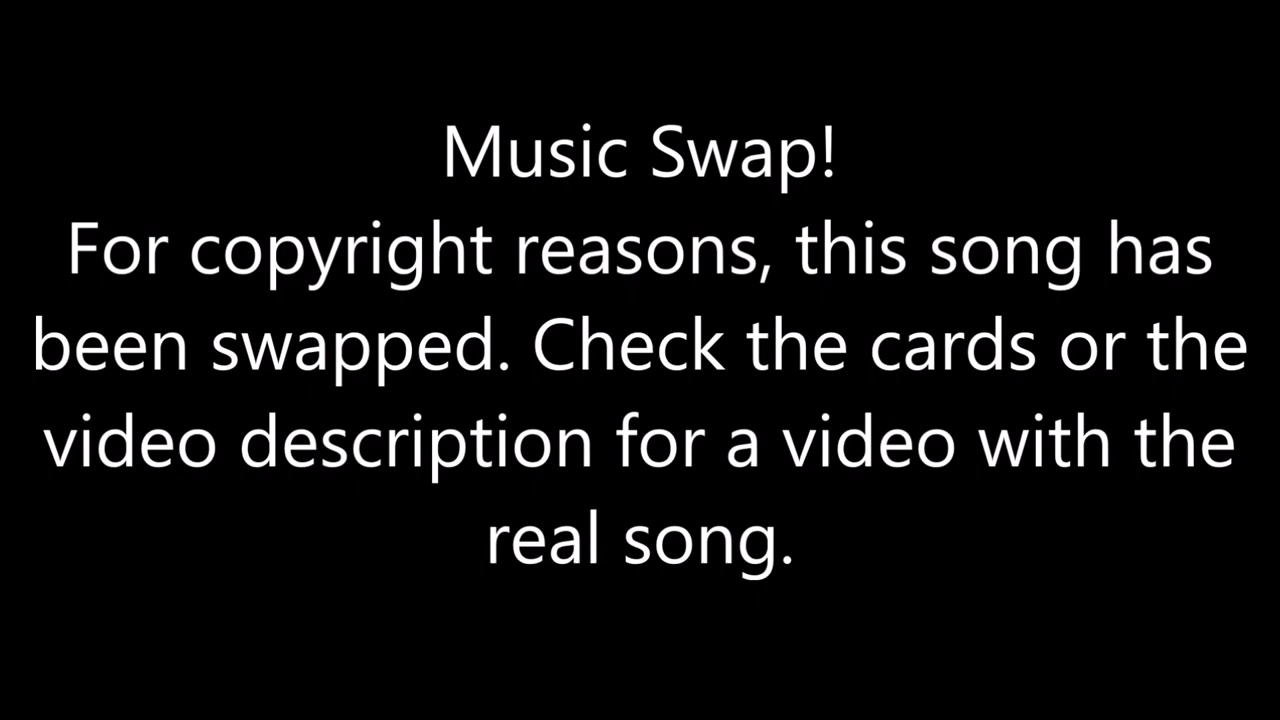 Music Swap!
For copyright reasons, this song has
been swapped. Check the cards or the
video description for a video with the
real song.